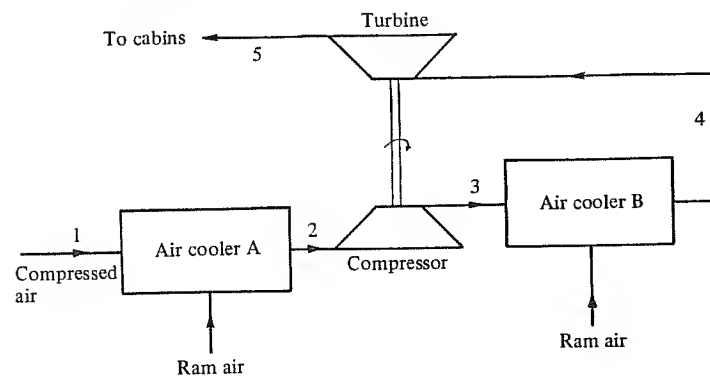 Turbine
To cabins
5
4
3
Air cooler B
1
2
Air cooler A
Compressed
air
Compressor
Ram air
Ram air